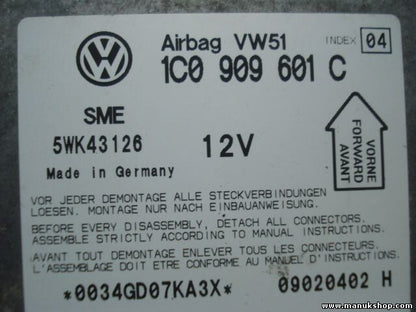 Airbag VW51
INDEX 04
1C0 909 601 C
SME
5WK43126
12V
Made in Germany
VORNE
FORWARD
AVANT
VOR JEDER DEMONTAGE ALLE STECKVERBINDUNGEN
LOESEN. MONTAGE NUR NACH EINBAUANWEISUNG.
BEFORE EVERY DISASSEMBLY, DETACH ALL CONNECTORS.
ASSEMBLE STRICTLY ACCORDING TO MANUAL INSTRUCTIONS.
AVANT TOUT DEMONTAGE ENLEVER TOUS LES CONNECTEURS.
L'ASSEMBLAGE DOIT ETRE CONFORME AU MANUEL D'INSTRUCTIONS.
*0034GD07KA3X*
09020402 H
www.manukshop.com